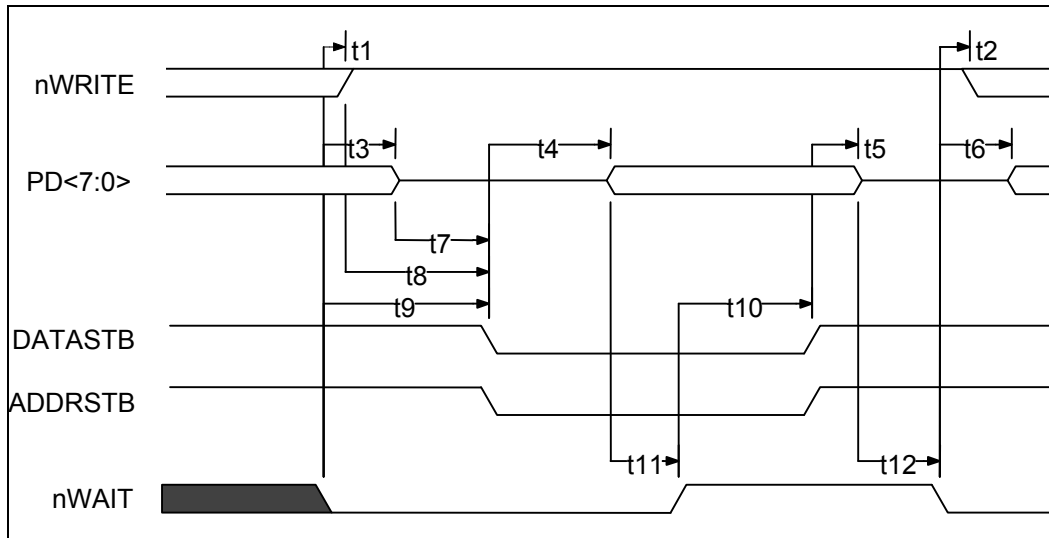 t1 t2
nWRITE
t3 t4 t5 t6
PD<7:0>
t7
t8
t9 t10
DATASTB
ADDRSTB
t11 t12
nWAIT